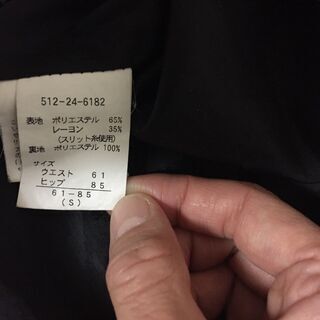 512-24-6182
表地 ポリエステル 65%
レーヨン 35%
(スリット糸使用)
裏地 ポリエステル 100%
サイズ
ウエスト 61
ヒップ 85
61-85
(S)